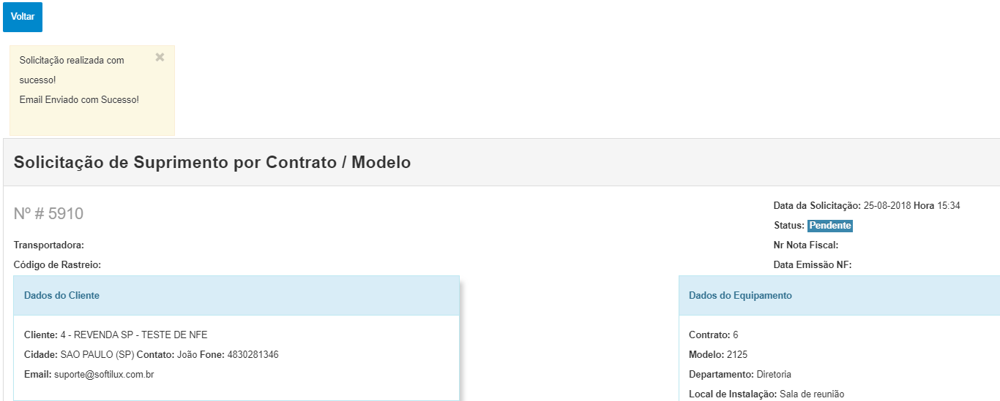 Voltar
Solicitação realizada com
sucesso!
Email Enviado com Sucesso!
Solicitação de Suprimento por Contrato / Modelo
Nº # 5910
Data da Solicitação: 25-08-2018 Hora 15:34
Status: Pendente
Transportadora:
Nr Nota Fiscal:
Código de Rastreio:
Data Emissão NF:
Dados do Cliente
Cliente: 4 - REVENDA SP - TESTE DE NFE
Cidade: SAO PAULO (SP) Contato: João Fone: 4830281346
Email: suporte@softilux.com.br
Dados do Equipamento
Contrato: 6
Modelo: 2125
Departamento: Diretoria
Local de Instalação: Sala de reunião